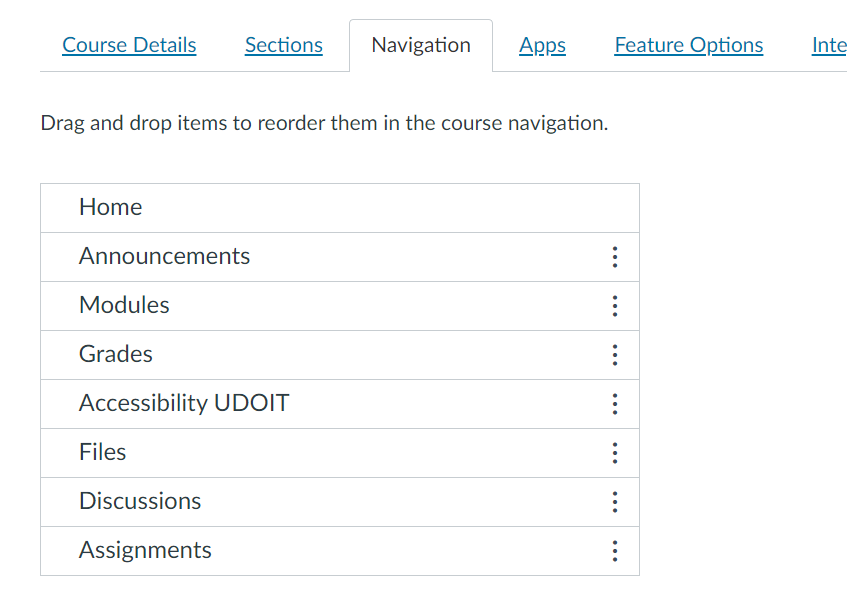 Course Details Sections Navigation Apps Feature Options Inte
Drag and drop items to reorder them in the course navigation.
Home
Announcements
Modules
Grades
Accessibility UDOIT
Files
Discussions
Assignments